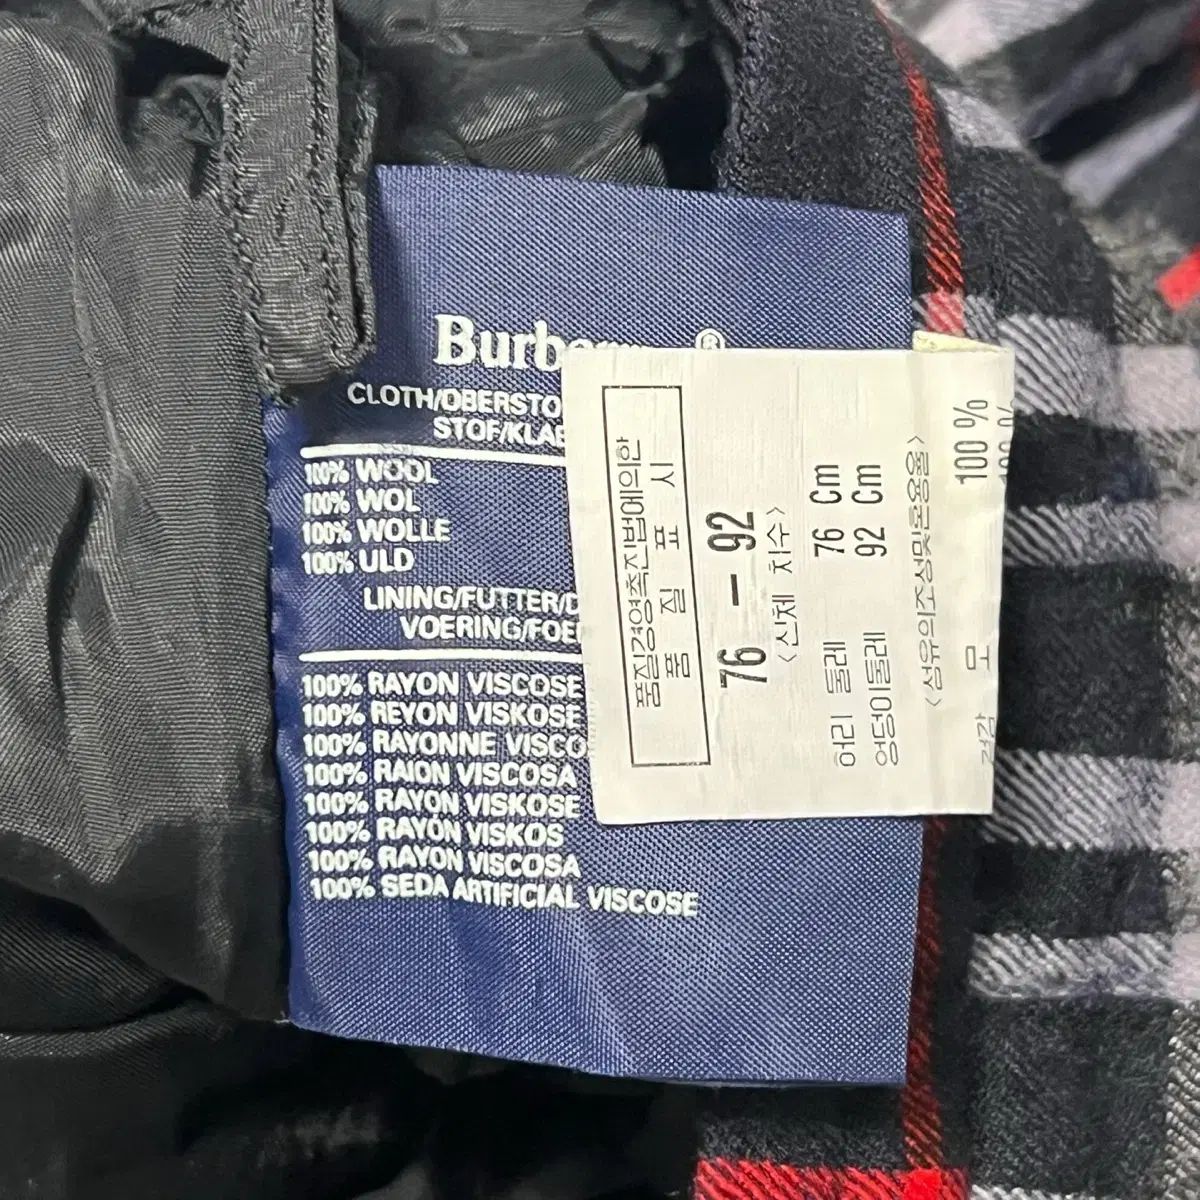 Burbe ®
CLOTH/OBERSTO
STOF/KLAE
100% WOOL
100% WOL
100% WOLLE
100% ULD
LINING/FUTTER/D
VOERING/FOE
100% RAYON VISCOSE
100% REYON VISKOSE
100% RAYONNE VISCO
100% RAION VISCOSA
100% RAYON VISKOSE
100% RAYON VISKOS
100% RAYON VISCOSA
100% SEDA ARTIFICIAL VISCOSE
품질경영촉진법에의한
품 질 표 시
76 - 92
<신체 치수>
허리 둘레 76 Cm
엉덩이둘레 92 Cm
<섬유의조성및혼용율>
겉감 100 %
100 %